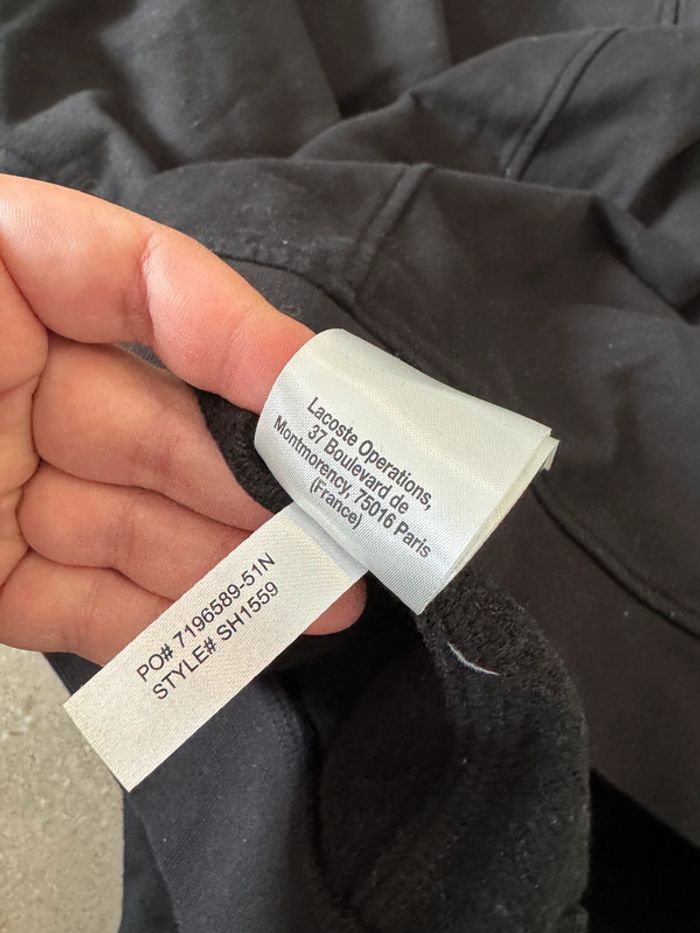 Lacoste Operations,
37 Boulevard de
Montmorency, 75016 Paris
(France)
PO# 7196589-51N
STYLE# SH1559